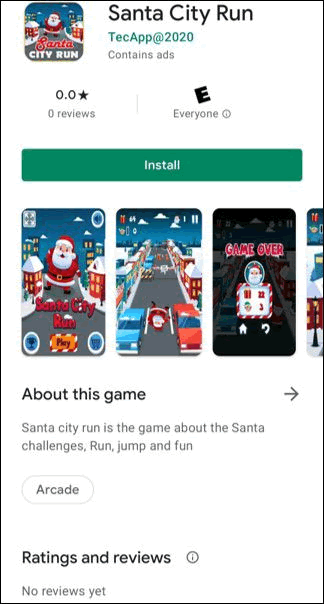 Santa
CITY RUN
Santa City Run
TecApp@2020
Contains ads
0.0★
0 reviews
E
Everyone
Install
Santa City
Run
Play
GAME OVER
About this game
Santa city run is the game about the Santa
challenges, Run, jump and fun
Arcade
Ratings and reviews
No reviews yet